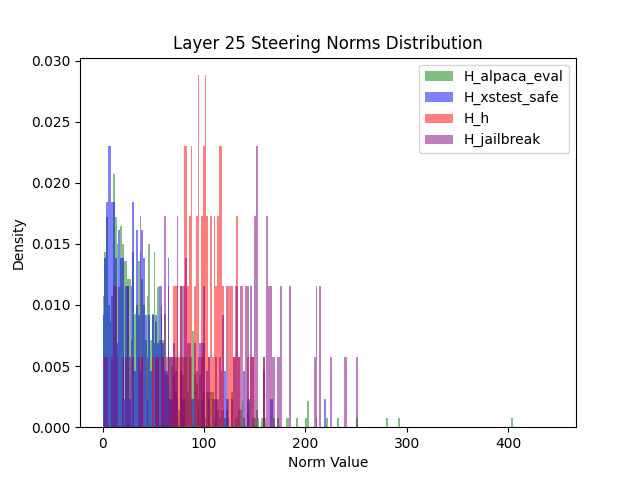 Layer 25 Steering Norms Distribution
0.030
0.025
0.020
0.015
0.010
0.005
0.000
Density
H_alpaca_eval
H_xstest_safe
H_h
H_jailbreak
0 100 200 300 400
Norm Value